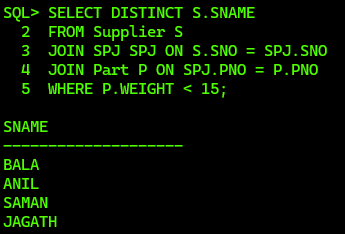 SQL> SELECT DISTINCT S.SNAME
2 FROM Supplier S
3 JOIN SPJ SPJ ON S.SNO = SPJ.SNO
4 JOIN Part P ON SPJ.PNO = P.PNO
5 WHERE P.WEIGHT < 15;
SNAME
--------------------
BALA
ANIL
SAMAN
JAGATH